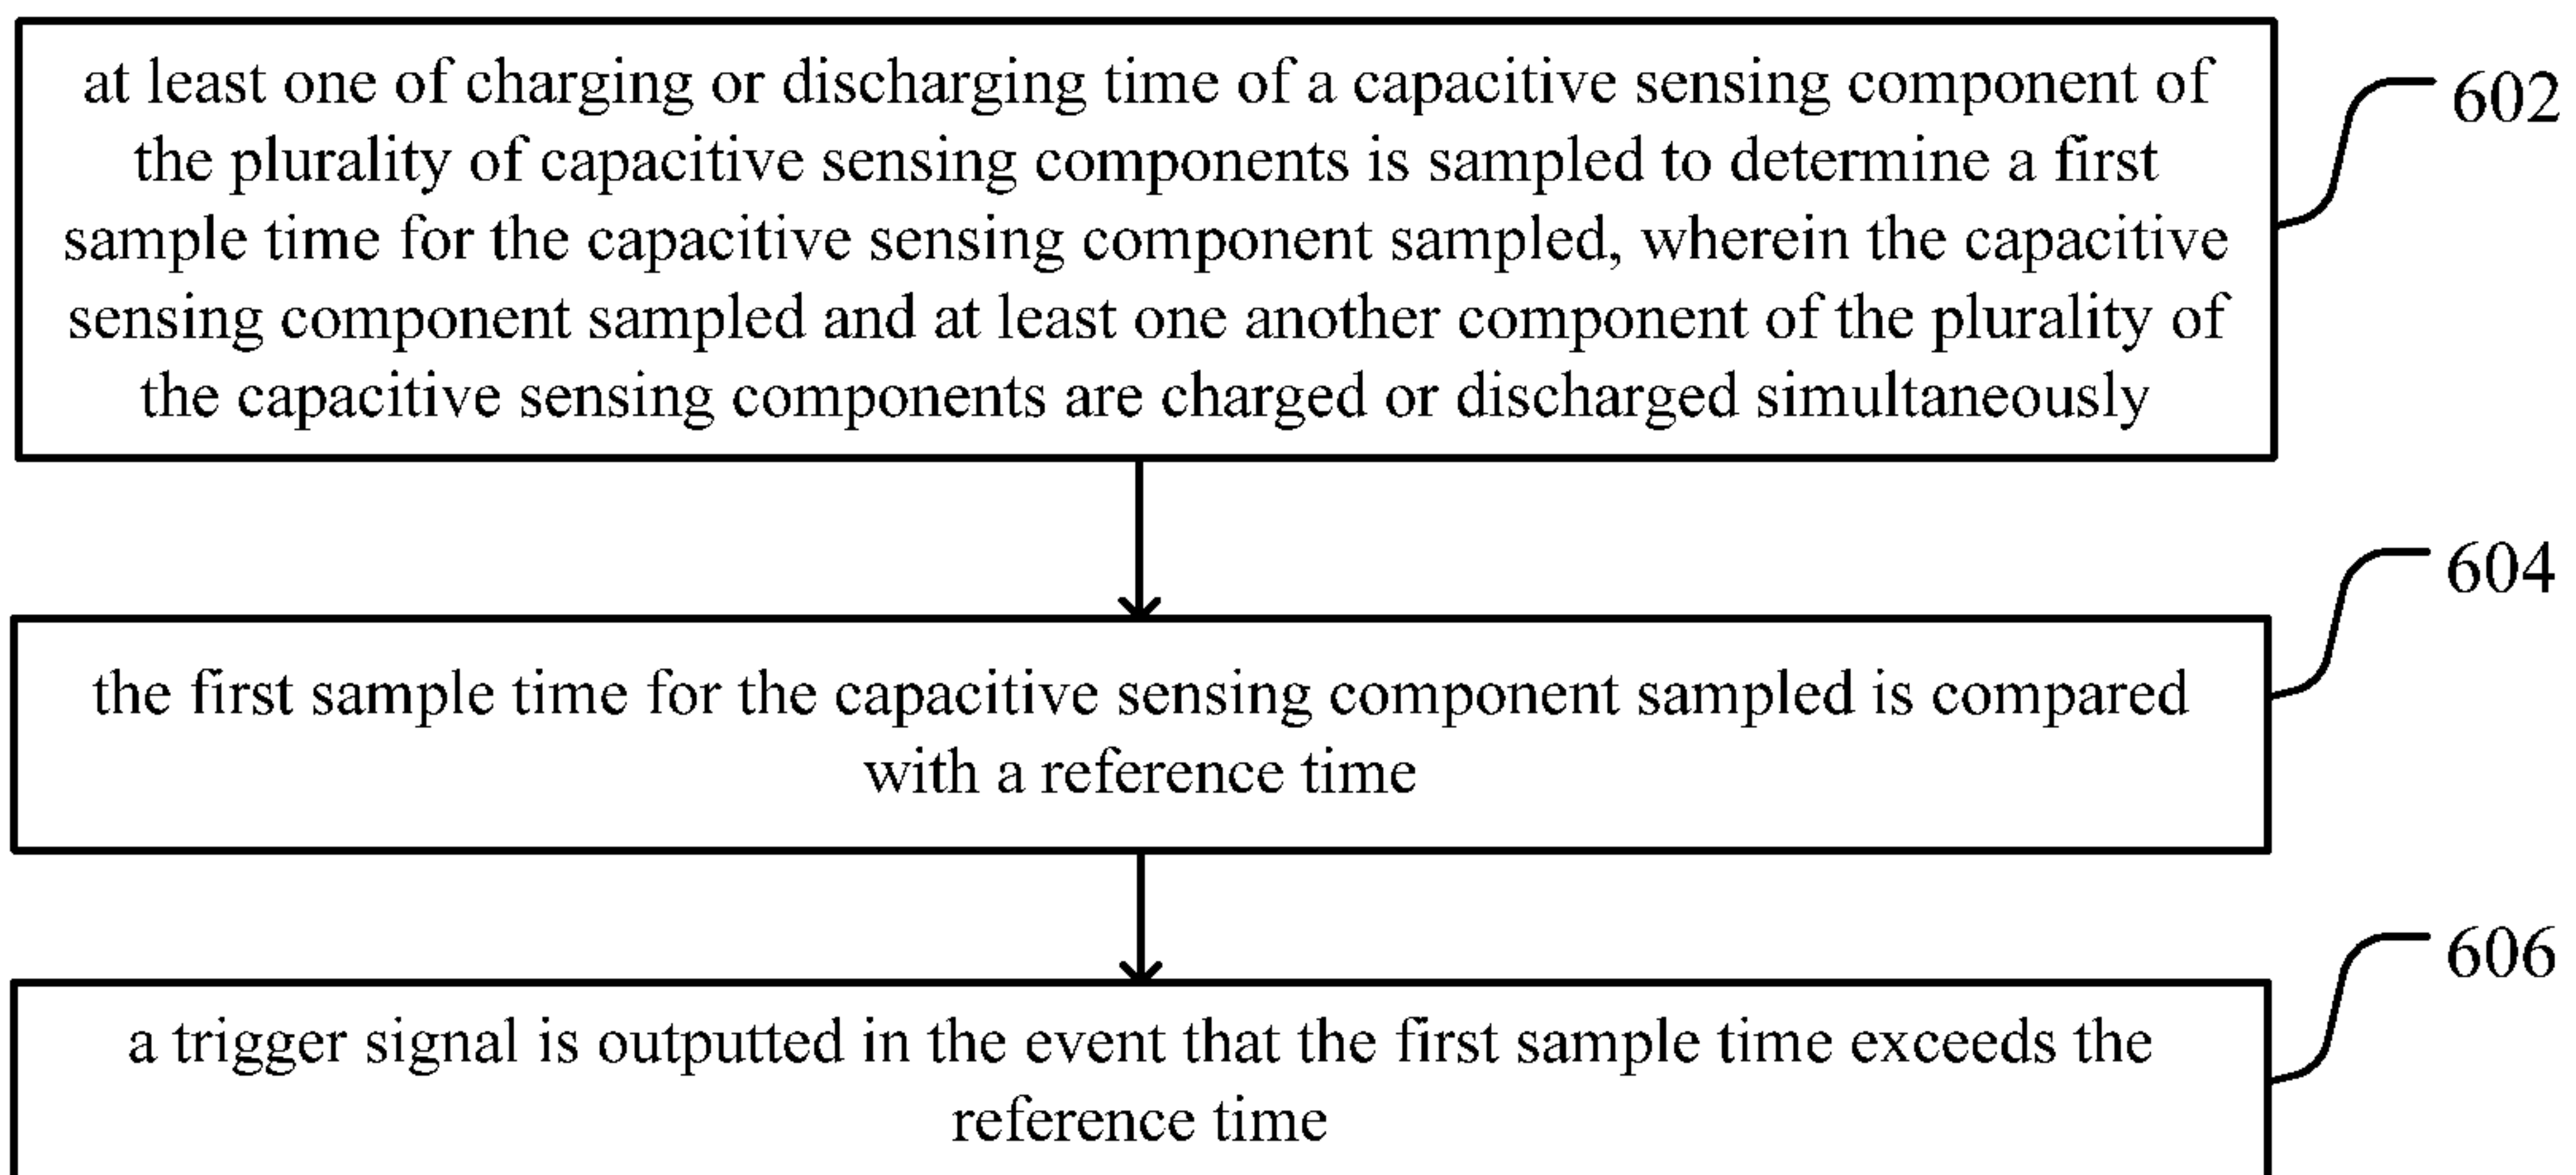 at least one of charging or discharging time of a capacitive sensing component of
the plurality of capacitive sensing components is sampled to determine a first
sample time for the capacitive sensing component sampled, wherein the capacitive
sensing component sampled and at least one another component of the plurality of
the capacitive sensing components are charged or discharged simultaneously
602
the first sample time for the capacitive sensing component sampled is compared
with a reference time
604
a trigger signal is outputted in the event that the first sample time exceeds the
reference time
606